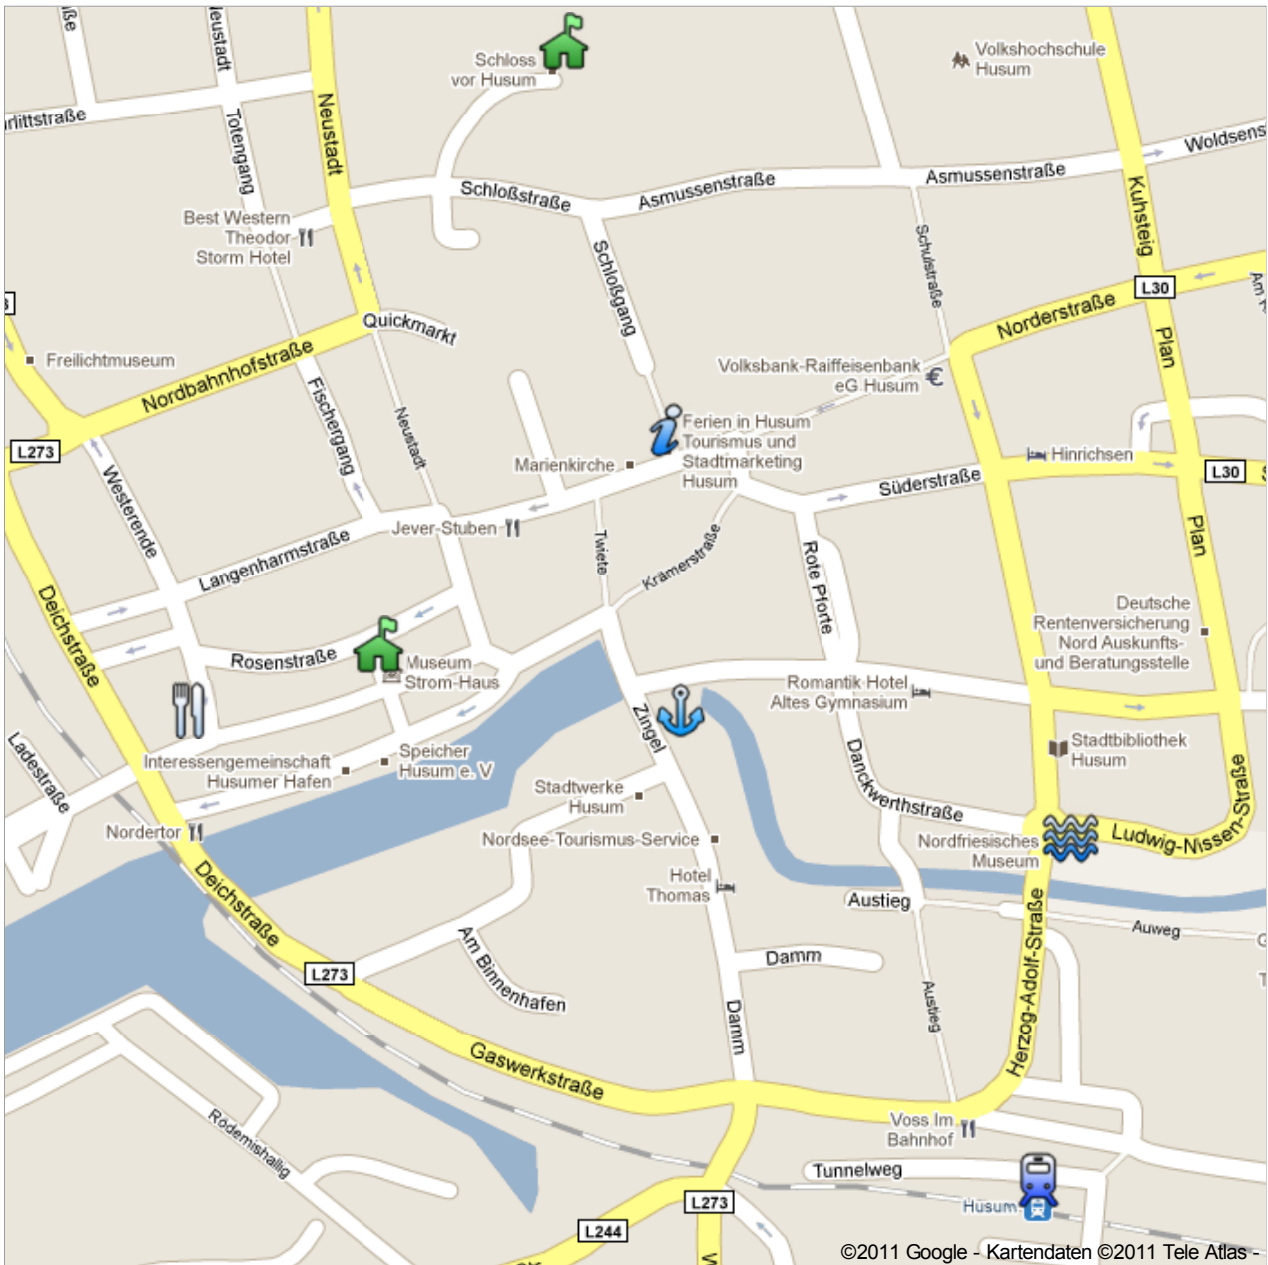 Schloss
vor Husum
Volkshochschule
Husum
Neustadt
Totengang
Neustadt
Schloßstraße
Asmussenstraße
Asmussenstraße
Kuhsteig
Best Western
Theodor
Storm Hotel
Schloßgang
Schulstraße
L30
Norderstraße
Plan
Quickmarkt
Freilichtmuseum
Nordbahnhofstraße
Volksbank-Raiffeisenbank
eG Husum
€
L273
Fischergang
Neustadt
Ferien in Husum
Tourismus und
Stadtmarketing
Husum
Marienkirche
Hinrichsen
L30
Westerende
Süderstraße
Jever-Stuben
Langenharmstraße
Twiete
Krämerstraße
Rote Pforte
Plan
Deichstraße
Deutsche
Rentenversicherung
Nord Auskunfts-
und Beratungsstelle
Rosenstraße
Museum
Strom-Haus
Romantik Hotel
Altes Gymnasium
Zingel
Ladestraße
Interessengemeinschaft
Husumer Hafen
Speicher
Husum e. V
Stadtbibliothek
Husum
Danckwerthstraße
Stadtwerke
Husum
Nordertor
Nordsee-Tourismus-Service
Nordfriesisches
Museum
Ludwig-Nissen-Straße
Hotel
Thomas
Deichstraße
Austieg
Auweg
Herzog-Adolf-Straße
Am Binnenhafen
L273
Damm
Damm
Austieg
Gaswerkstraße
Rödemishallig
Voss Im
Bahnhof
Tunnelweg
Husum
L273
L244
©2011 Google - Kartendaten ©2011 Tele Atlas -